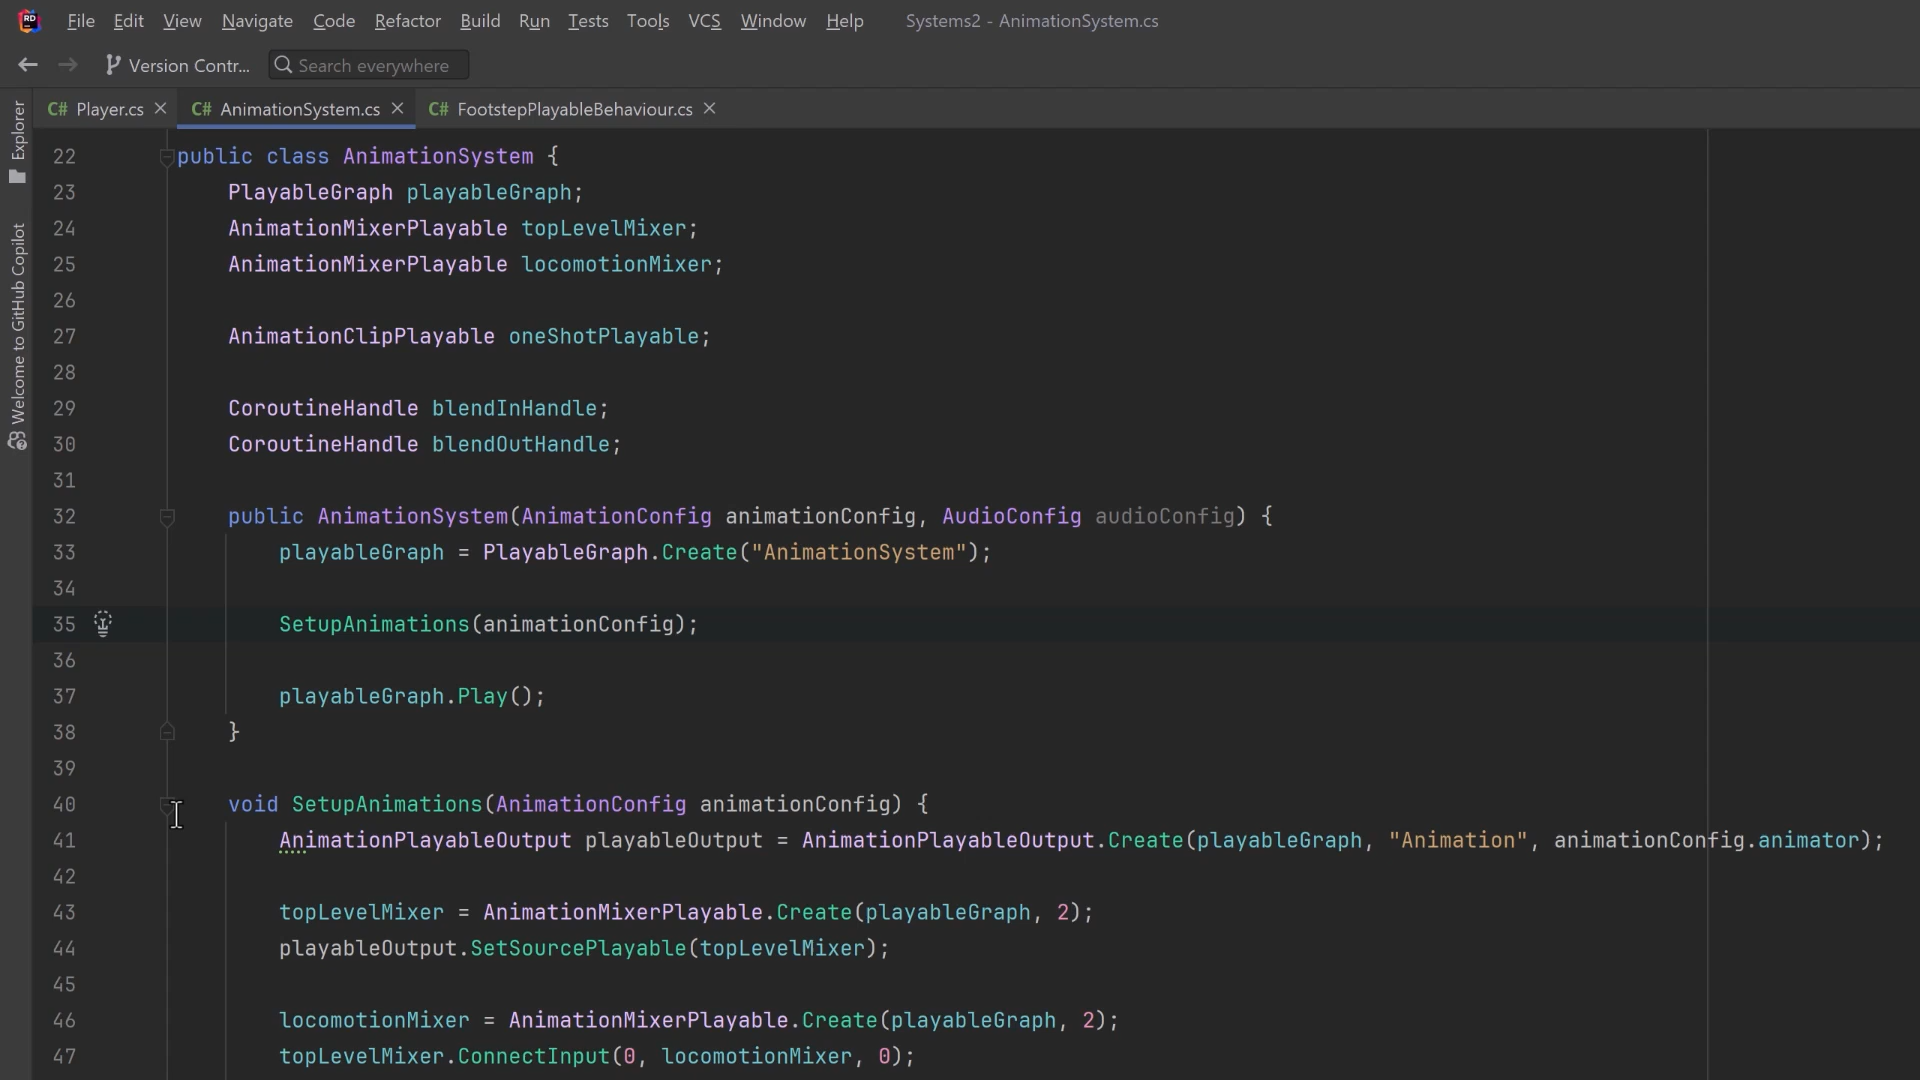 RD File Edit View Navigate Code Refactor Build Run Tests Tools VCS Window Help Systems2 - AnimationSystem.cs
Version Contr... Search everywhere
Explorer
Welcome to GitHub Copilot
C# Player.cs C# AnimationSystem.cs C# FootstepPlayableBehaviour.cs
22 public class AnimationSystem {
23 PlayableGraph playableGraph;
24 AnimationMixerPlayable topLevelMixer;
25 AnimationMixerPlayable locomotionMixer;
26
27 AnimationClipPlayable oneShotPlayable;
28
29 CoroutineHandle blendInHandle;
30 CoroutineHandle blendOutHandle;
31
32 public AnimationSystem(AnimationConfig animationConfig, AudioConfig audioConfig) {
33 playableGraph = PlayableGraph.Create("AnimationSystem");
34
35 SetupAnimations(animationConfig);
36
37 playableGraph.Play();
38 }
39
40 void SetupAnimations(AnimationConfig animationConfig) {
41 AnimationPlayableOutput playableOutput = AnimationPlayableOutput.Create(playableGraph, "Animation", animationConfig.animator);
42
43 topLevelMixer = AnimationMixerPlayable.Create(playableGraph, 2);
44 playableOutput.SetSourcePlayable(topLevelMixer);
45
46 locomotionMixer = AnimationMixerPlayable.Create(playableGraph, 2);
47 topLevelMixer.ConnectInput(0, locomotionMixer, 0);